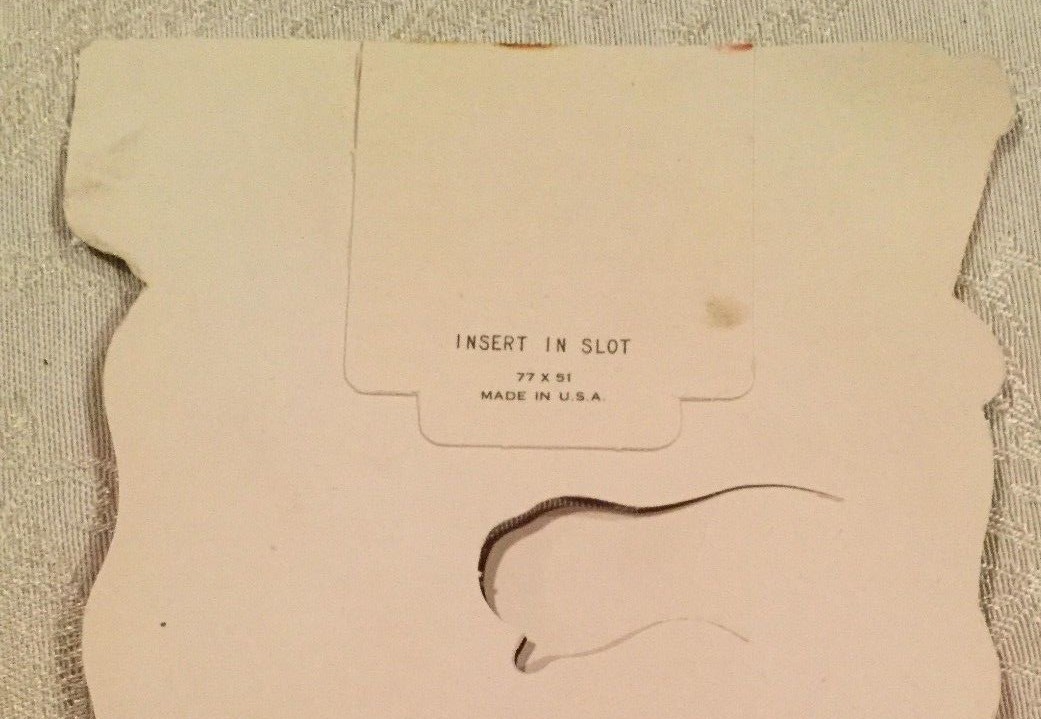 INSERT IN SLOT
77 X 51
MADE IN U.S.A.